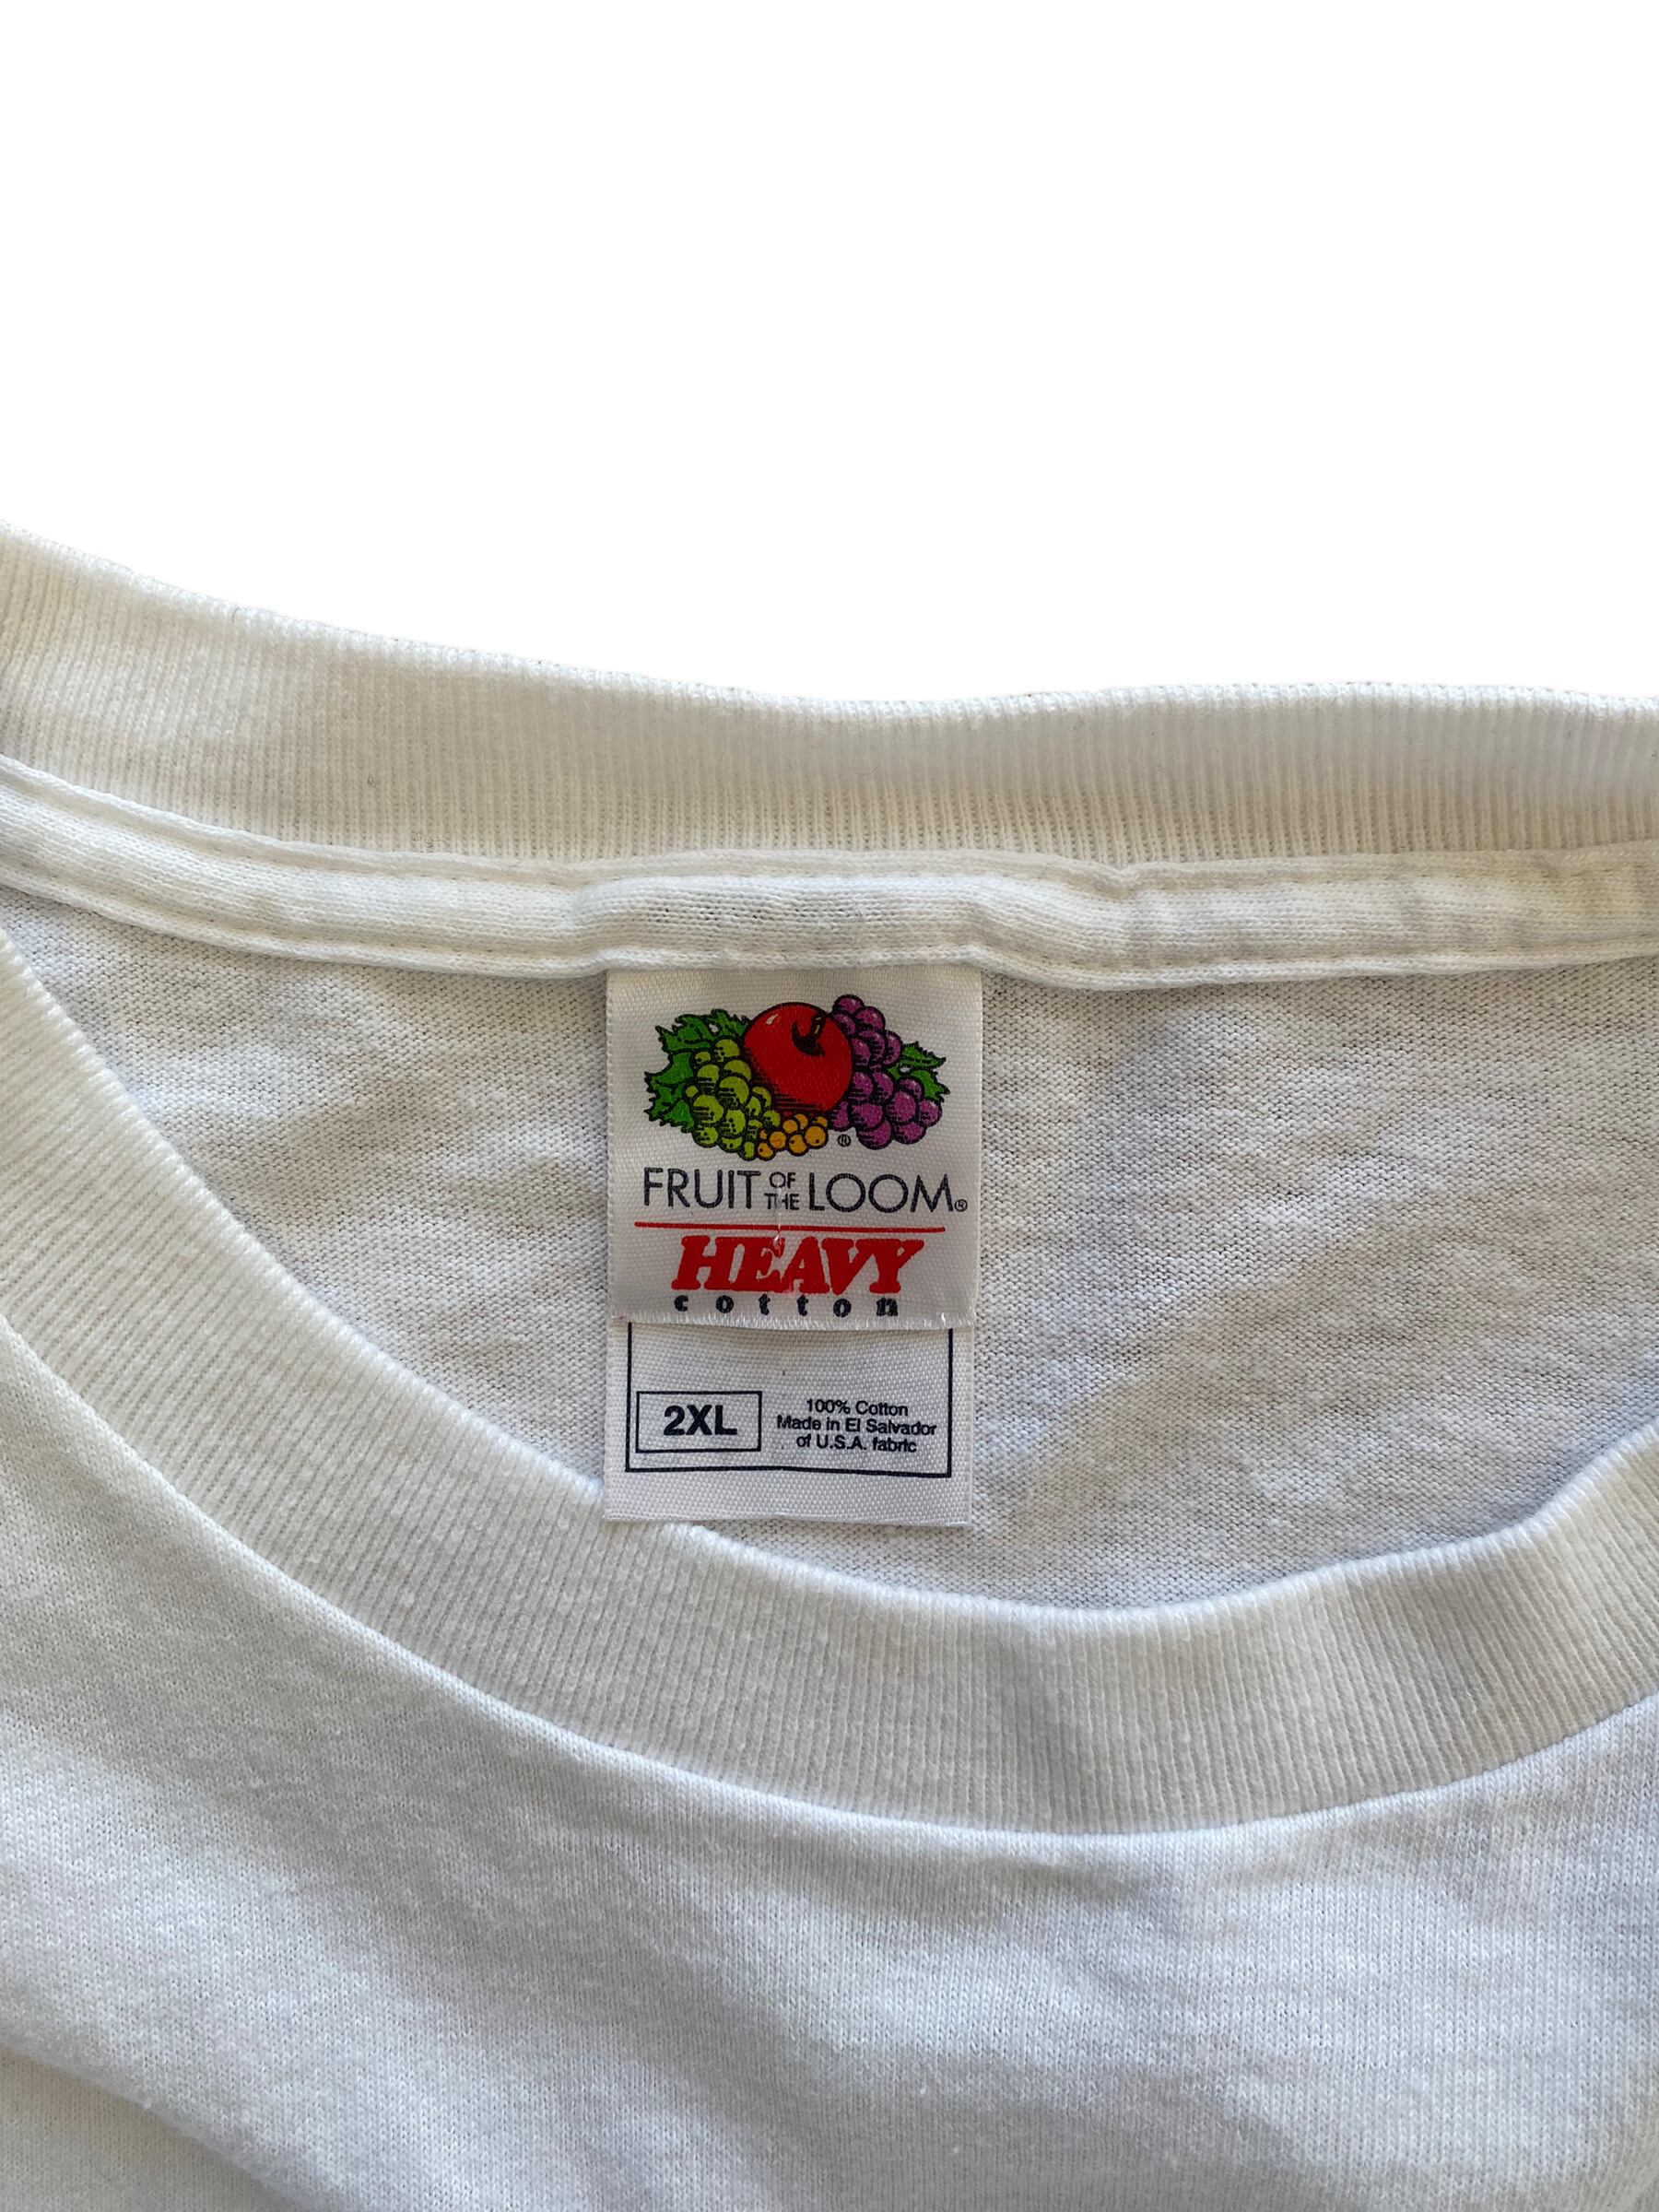 ®
FRUIT OF THE LOOM®
HEAVY
cotton
2XL
100% Cotton
Made in El Salvador
of U.S.A. fabric